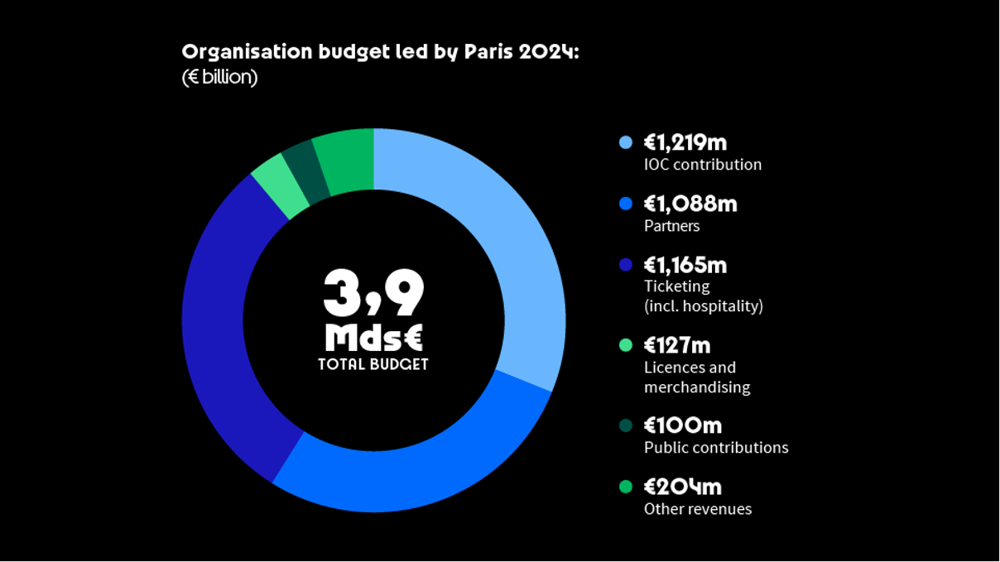 Organisation budget led by Paris 2024:
(€ billion)
3,9
Mds€
TOTAL BUDGET
€1,219m
IOC contribution
€1,088m
Partners
€1,165m
Ticketing
(incl. hospitality)
€127m
Licences and
merchandising
€100m
Public contributions
€204m
Other revenues